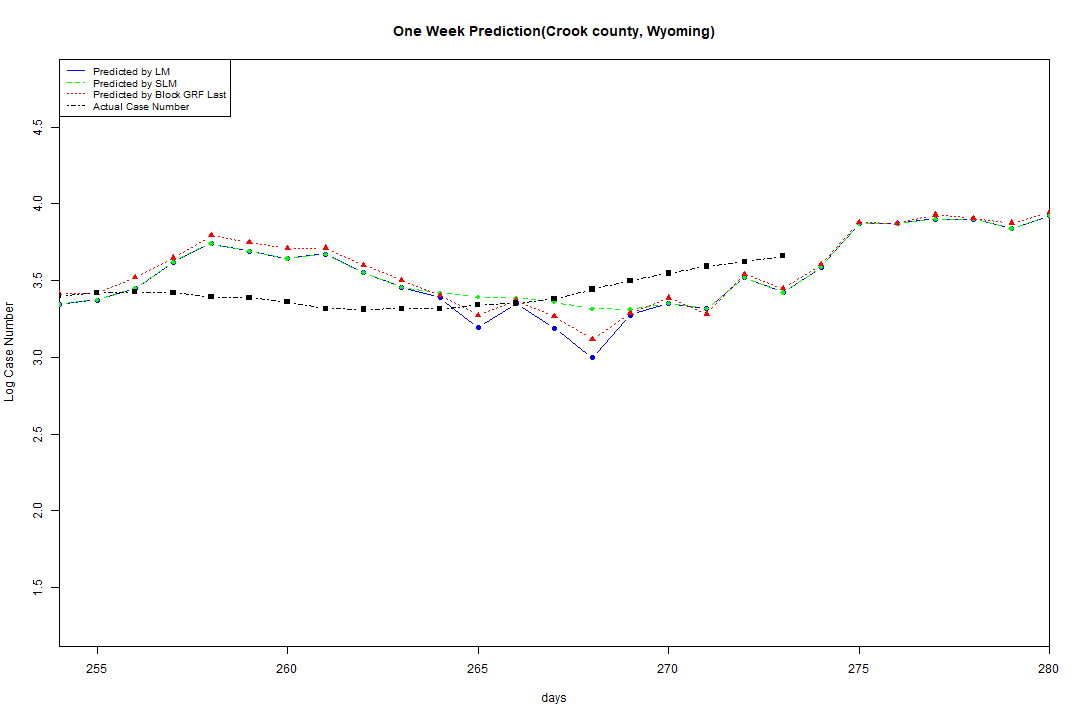 One Week Prediction(Crook county, Wyoming)
Predicted by LM
Predicted by SLM
Predicted by Block GRF Last
Actual Case Number
4.5
4.0
3.5
3.0
2.5
2.0
1.5
Log Case Number
255 260 265 270 275 280
days